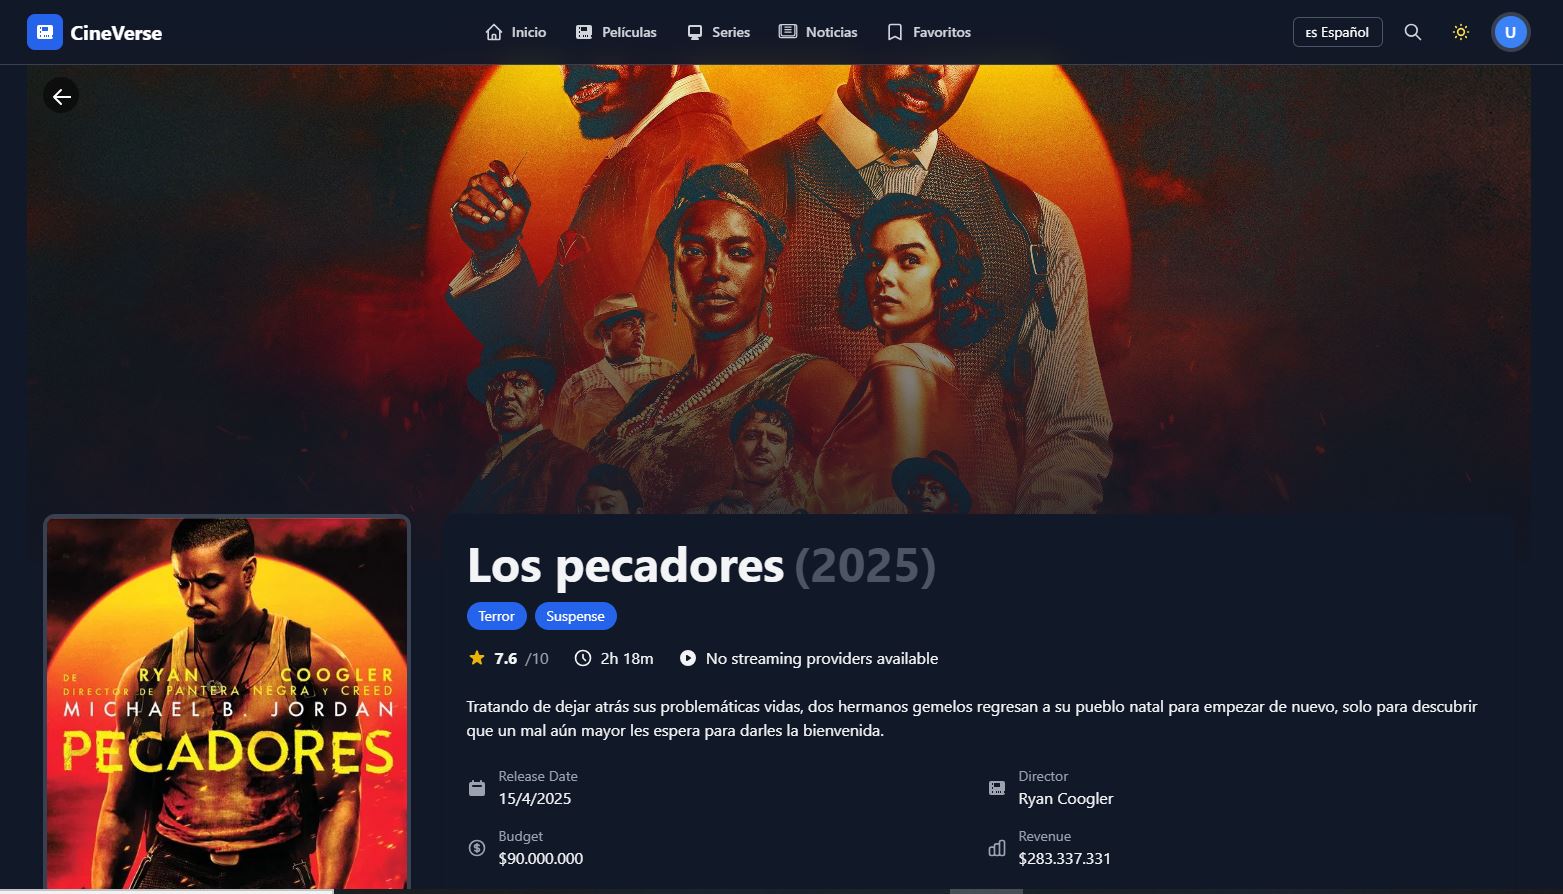 CineVerse
Inicio
Películas
Series
Noticias
Favoritos
ES Español
U
Los pecadores (2025)
Terror
Suspense
7.6 /10
2h 18m
No streaming providers available
Tratando de dejar atrás sus problemáticas vidas, dos hermanos gemelos regresan a su pueblo natal para empezar de nuevo, solo para descubrir
que un mal aún mayor les espera para darles la bienvenida.
Release Date
15/4/2025
Director
Ryan Coogler
Budget
$90.000.000
Revenue
$283.337.331
DE RYAN COOGLER
DIRECTOR DE PANTERA NEGRA Y CREED
MICHAEL B. JORDAN
PECADORES